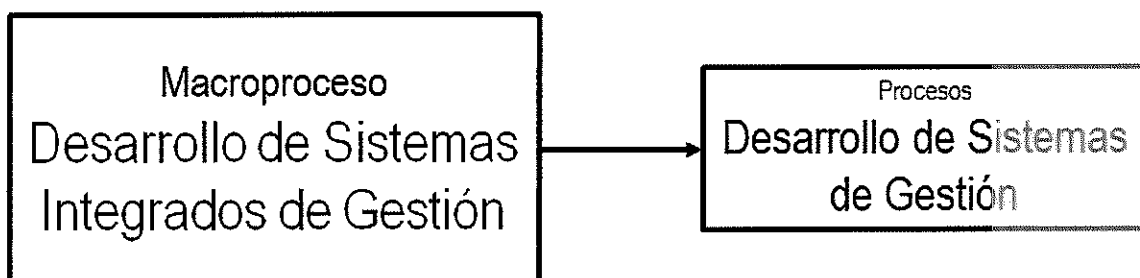 Macroproceso
Desarrollo de Sistemas
Integrados de Gestión
Procesos
Desarrollo de Sistemas
de Gestión